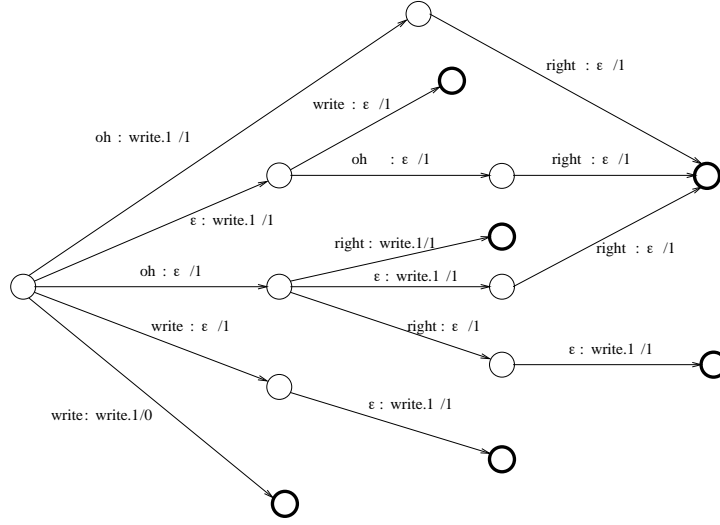 right : ε /1
write : ε /1
oh : write.1 /1
oh : ε /1
right : ε /1
ε : write.1 /1
right : write.1/1
right : ε /1
oh : ε /1
ε : write.1 /1
write : ε /1
right : ε /1
ε : write.1 /1
ε : write.1 /1
write: write.1/0